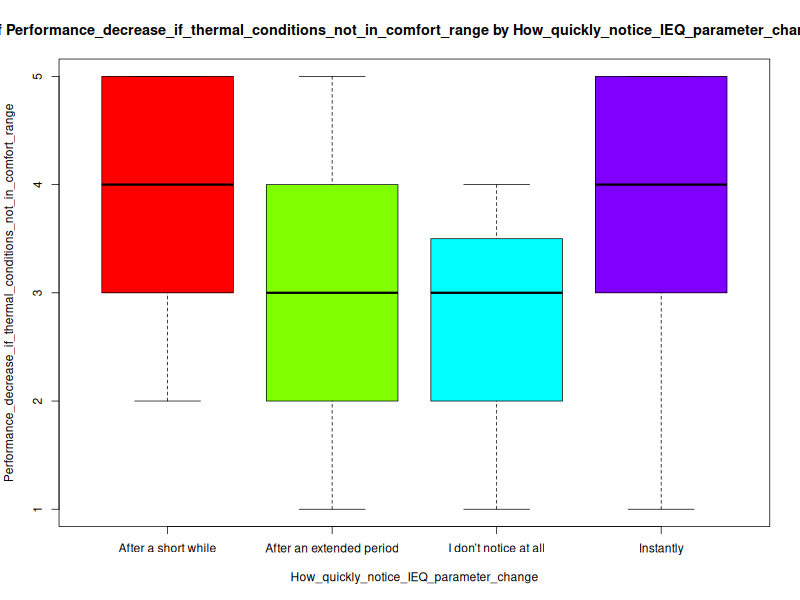 Performance_decrease_if_thermal_conditions_not_in_comfort_range by How_quickly_notice_IEQ_parameter_char
Performance_decrease_if_thermal_conditions_not_in_comfort_range
5
4
3
2
1
After a short while
After an extended period
I don't notice at all
Instantly
How_quickly_notice_IEQ_parameter_change